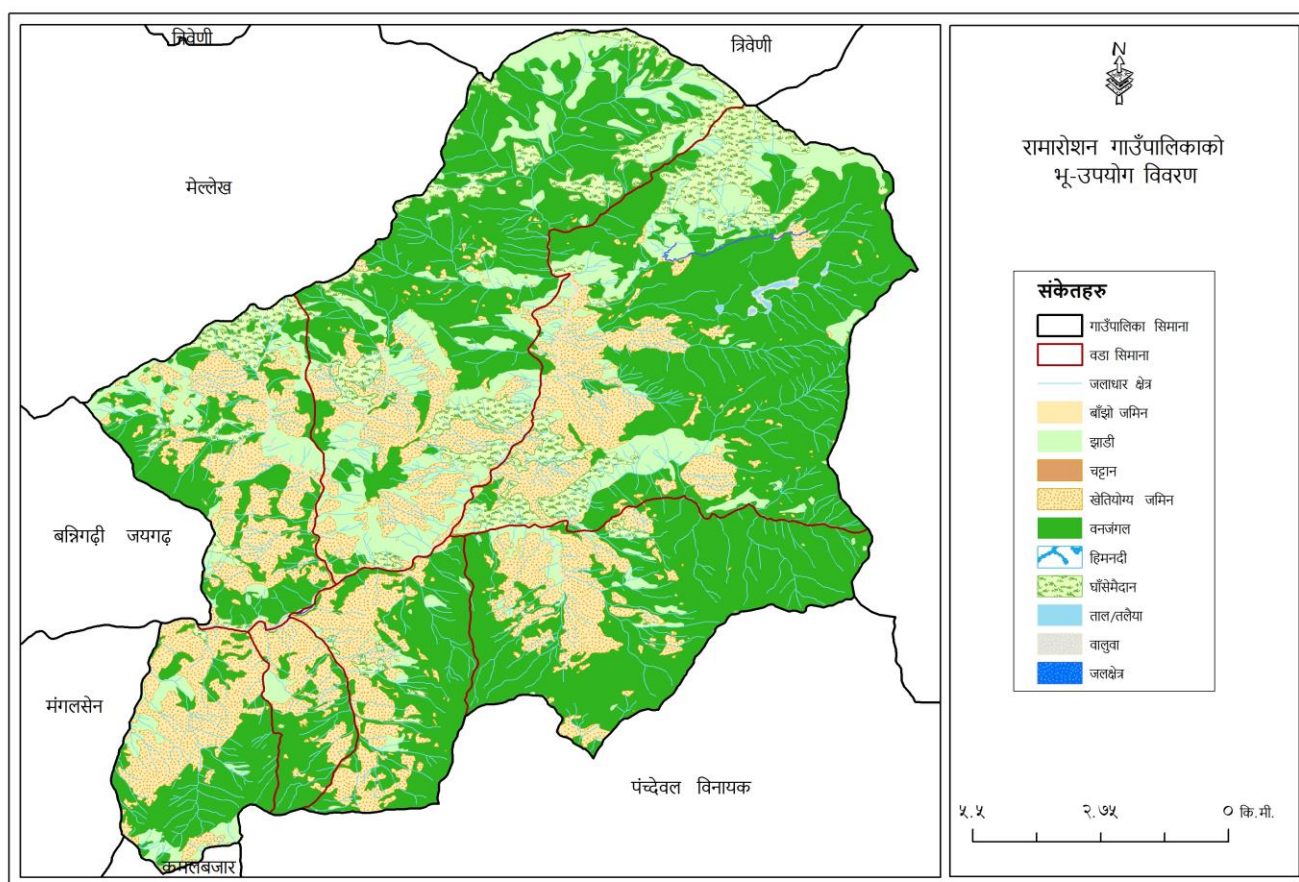 त्रिवेणी
त्रिवेणी
मेल्लेख
बन्निगढ़ी जयगढ़
मंगलसेन
पंच्देवल विनायक
कमलबजार
N
रामारोशन गाउँपालिकाको
भू-उपयोग विवरण
संकेतहरु
गाउँपालिका सिमाना
वडा सिमाना
जलाधार क्षेत्र
बाँझो जमिन
झाडी
चट्टान
खेतियोग्य जमिन
वनजंगल
हिमनदी
घाँसेमैदान
ताल/तलैया
वालुवा
जलक्षेत्र
५.५ २.७५ ० कि.मी.